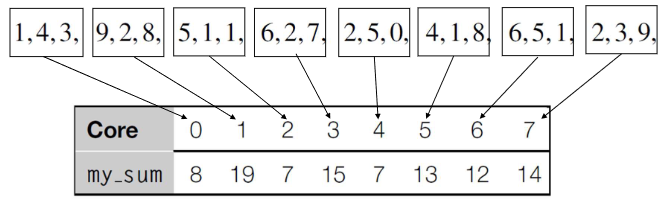 1,4,3, 9,2,8, 5,1,1, 6,2,7, 2,5,0, 4,1,8, 6,5,1, 2,3,9,
Core 0 1 2 3 4 5 6 7
my_sum 8 19 7 15 7 13 12 14